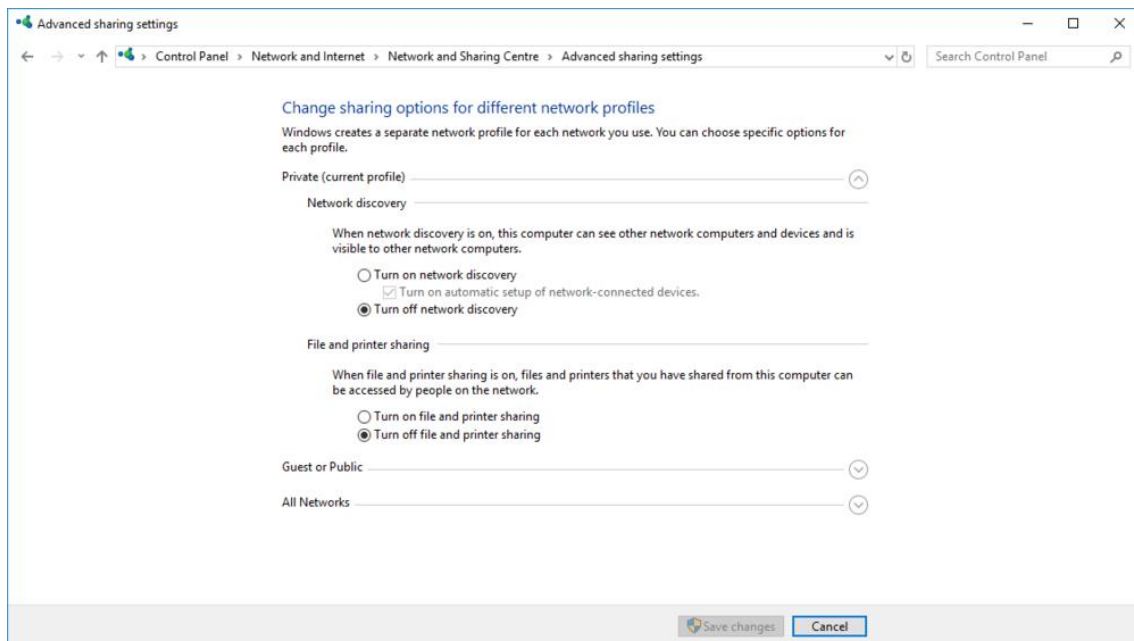 Advanced sharing settings
Control Panel > Network and Internet > Network and Sharing Centre > Advanced sharing settings
Search Control Panel
Change sharing options for different network profiles
Windows creates a separate network profile for each network you use. You can choose specific options for
each profile.
Private (current profile)
Network discovery
When network discovery is on, this computer can see other network computers and devices and is
visible to other network computers.
Turn on network discovery
Turn on automatic setup of network-connected devices.
Turn off network discovery
File and printer sharing
When file and printer sharing is on, files and printers that you have shared from this computer can
be accessed by people on the network.
Turn on file and printer sharing
Turn off file and printer sharing
Guest or Public
All Networks
Save changes
Cancel